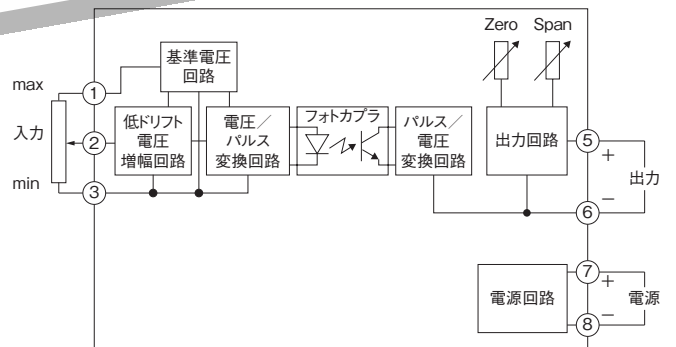 Zero Span
基準電圧
回路
max
①
入力
②
min
③
低ドリフト
電圧
増幅回路
電圧／
パルス
変換回路
フォトカプラ
パルス／
電圧
変換回路
出力回路
⑤
+
出力
−
⑥
電源回路
⑦
+
電源
−
⑧